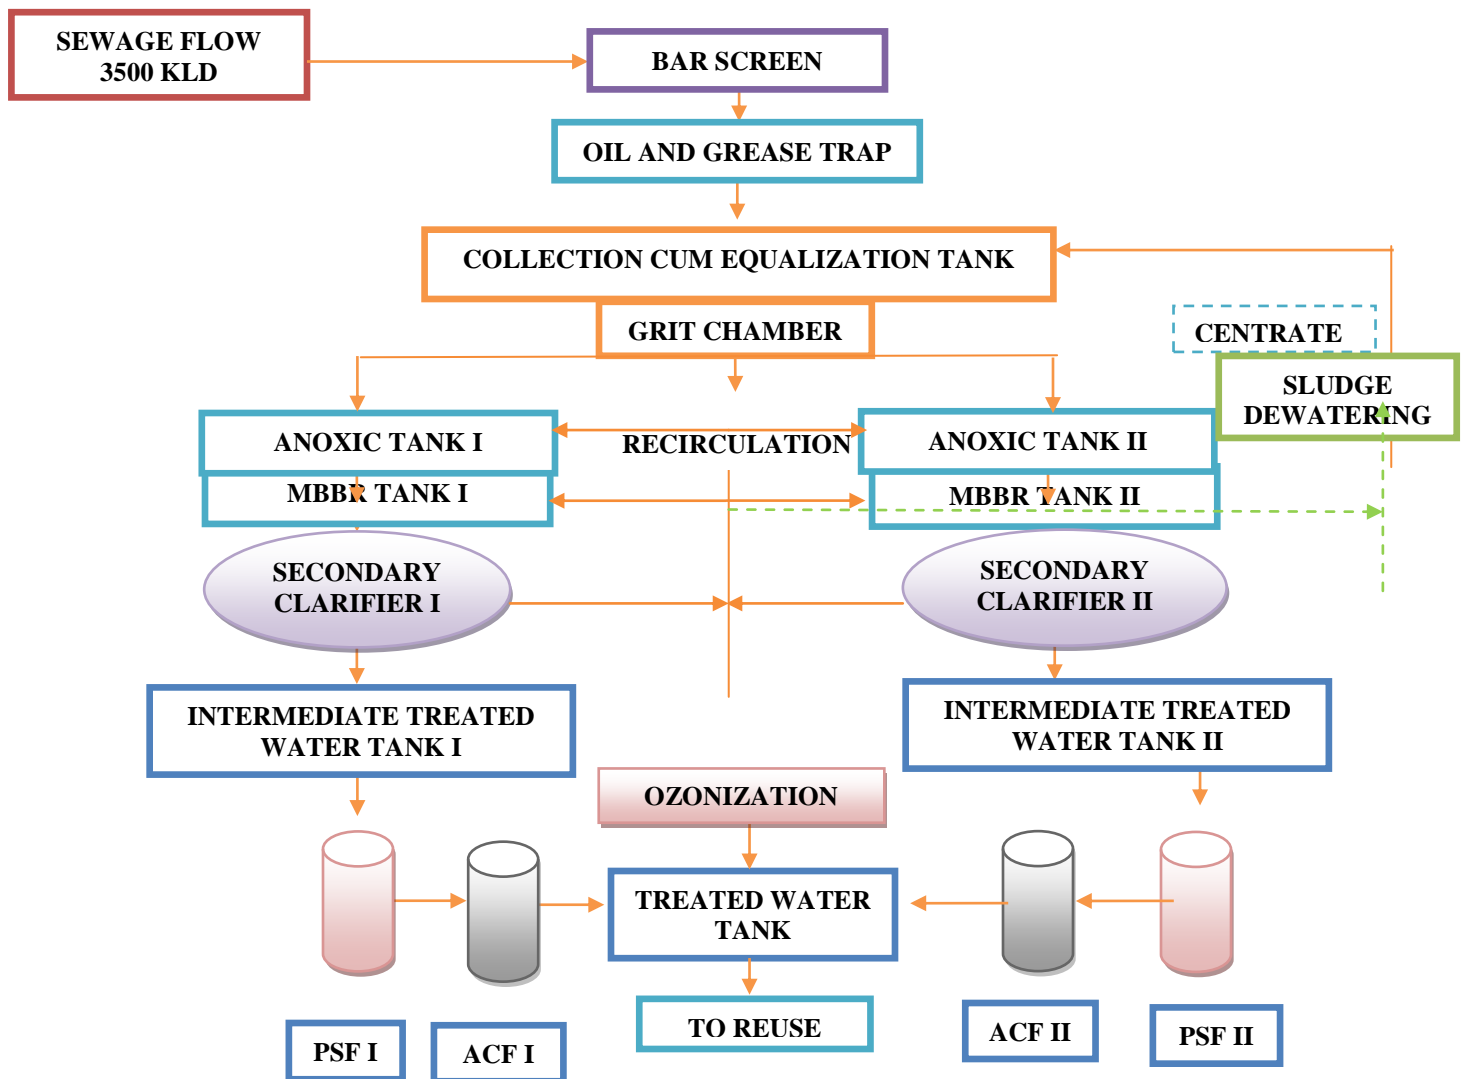 SEWAGE FLOW
3500 KLD
BAR SCREEN
OIL AND GREASE TRAP
COLLECTION CUM EQUALIZATION TANK
GRIT CHAMBER
CENTRATE
SLUDGE
DEWATERING
ANOXIC TANK I
RECIRCULATION
ANOXIC TANK II
MBBR TANK I
MBBR TANK II
SECONDARY
CLARIFIER I
SECONDARY
CLARIFIER II
INTERMEDIATE TREATED
WATER TANK I
INTERMEDIATE TREATED
WATER TANK II
OZONIZATION
TREATED WATER
TANK
TO REUSE
PSF I
ACF I
ACF II
PSF II